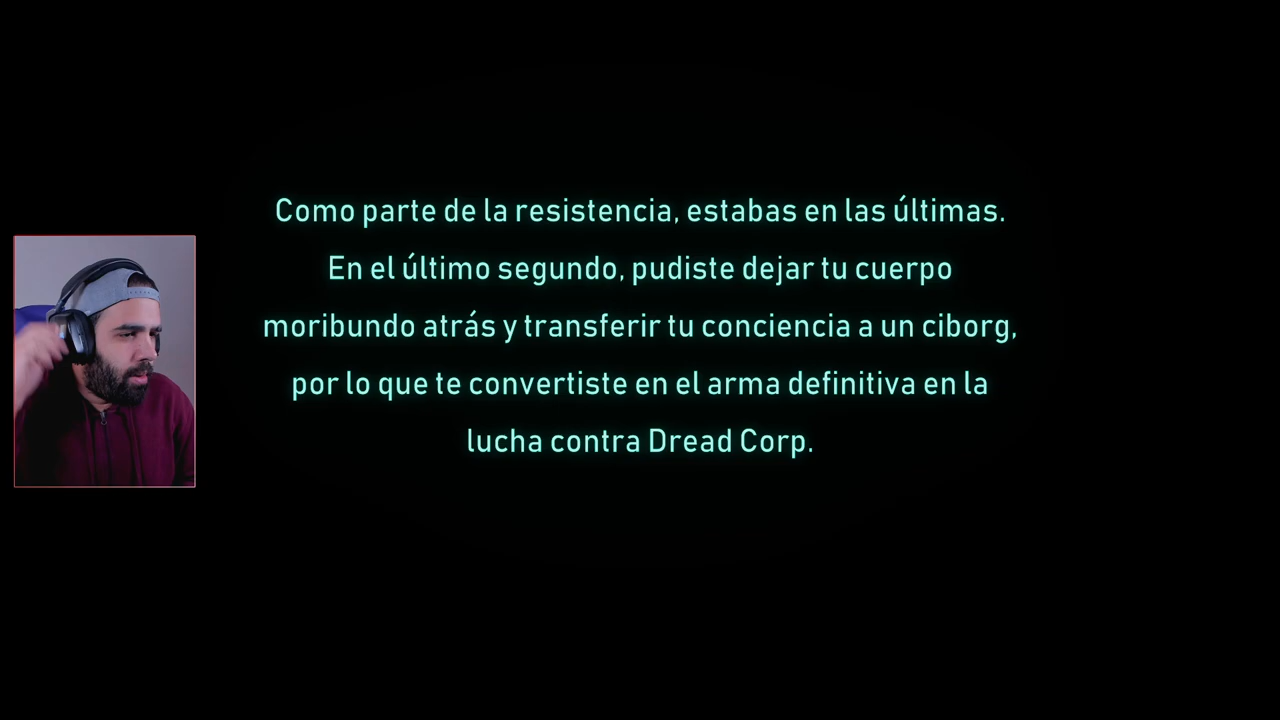 Como parte de la resistencia, estabas en las últimas.
En el último segundo, pudiste dejar tu cuerpo
moribundo atrás y transferir tu conciencia a un ciborg,
por lo que te convertiste en el arma definitiva en la
lucha contra Dread Corp.